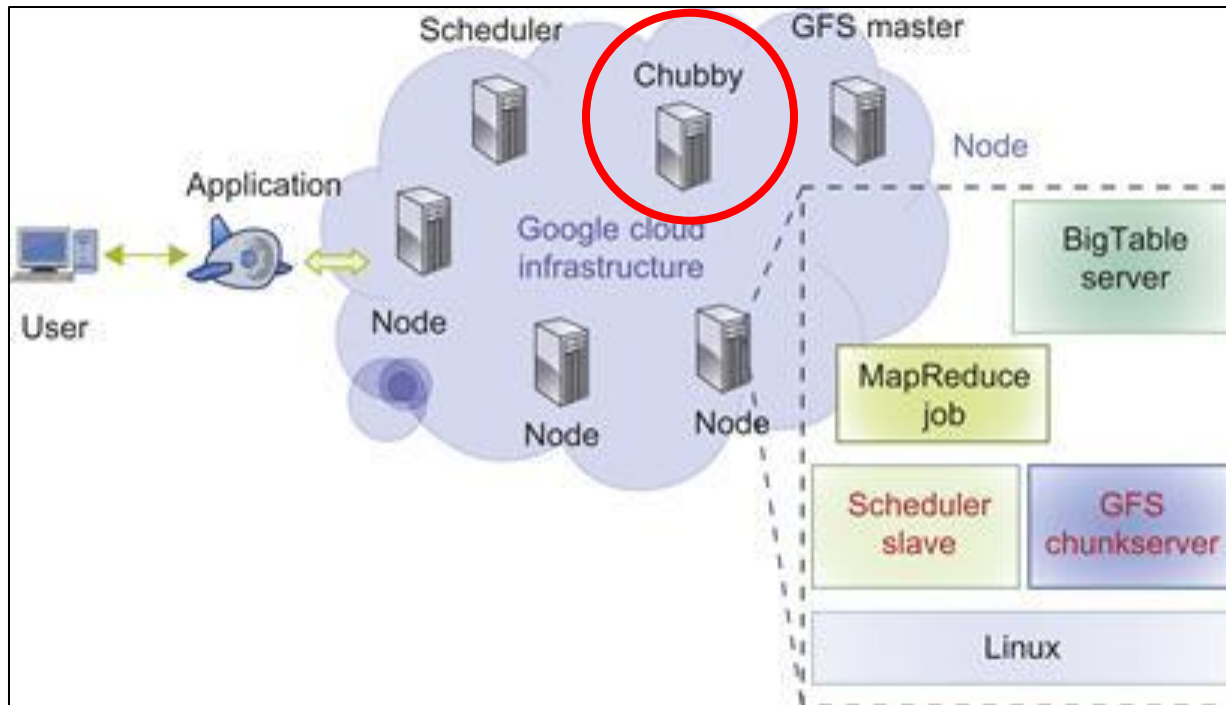 Scheduler
GFS master
Chubby
Node
Application
Google cloud
infrastructure
User
Node
Node
Node
BigTable
server
MapReduce
job
Scheduler
slave
GFS
chunkserver
Linux